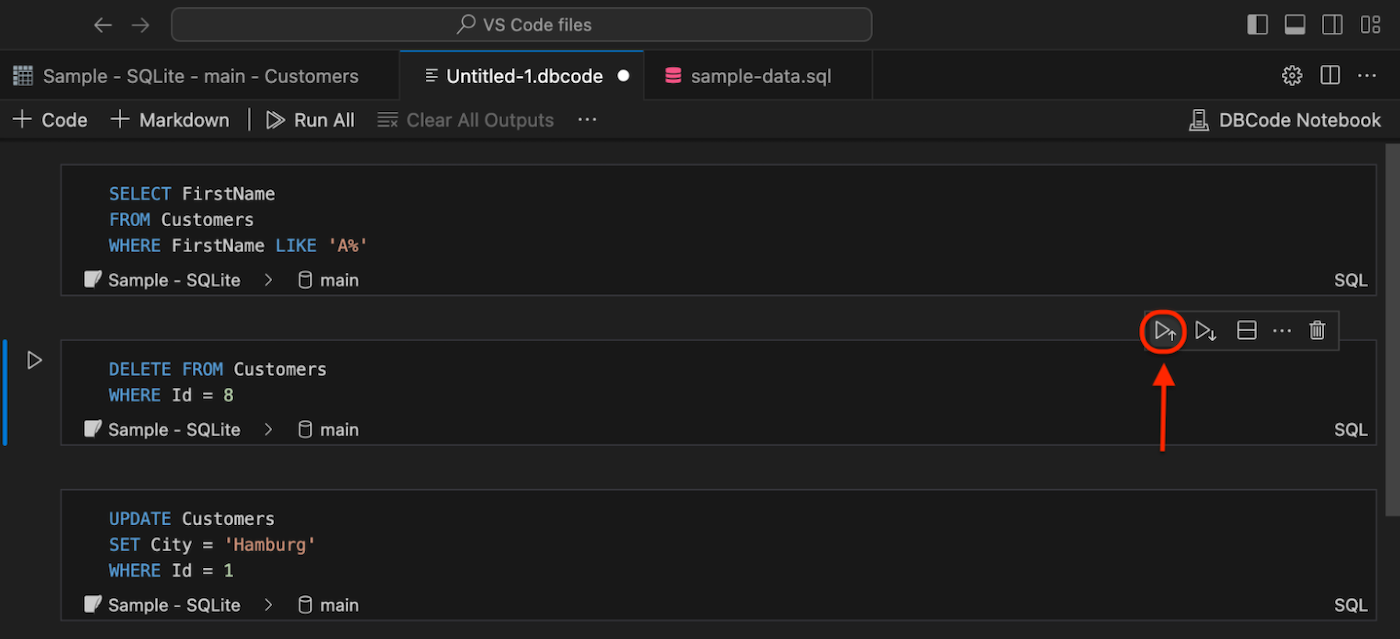 VS Code files
Sample - SQLite - main - Customers
Untitled-1.dbcode
sample-data.sql
Code
Markdown
Run All
Clear All Outputs
DBCode Notebook
SELECT FirstName
FROM Customers
WHERE FirstName LIKE 'A%'
Sample - SQLite > main
SQL
DELETE FROM Customers
WHERE Id = 8
Sample - SQLite > main
SQL
UPDATE Customers
SET City = 'Hamburg'
WHERE Id = 1
Sample - SQLite > main
SQL